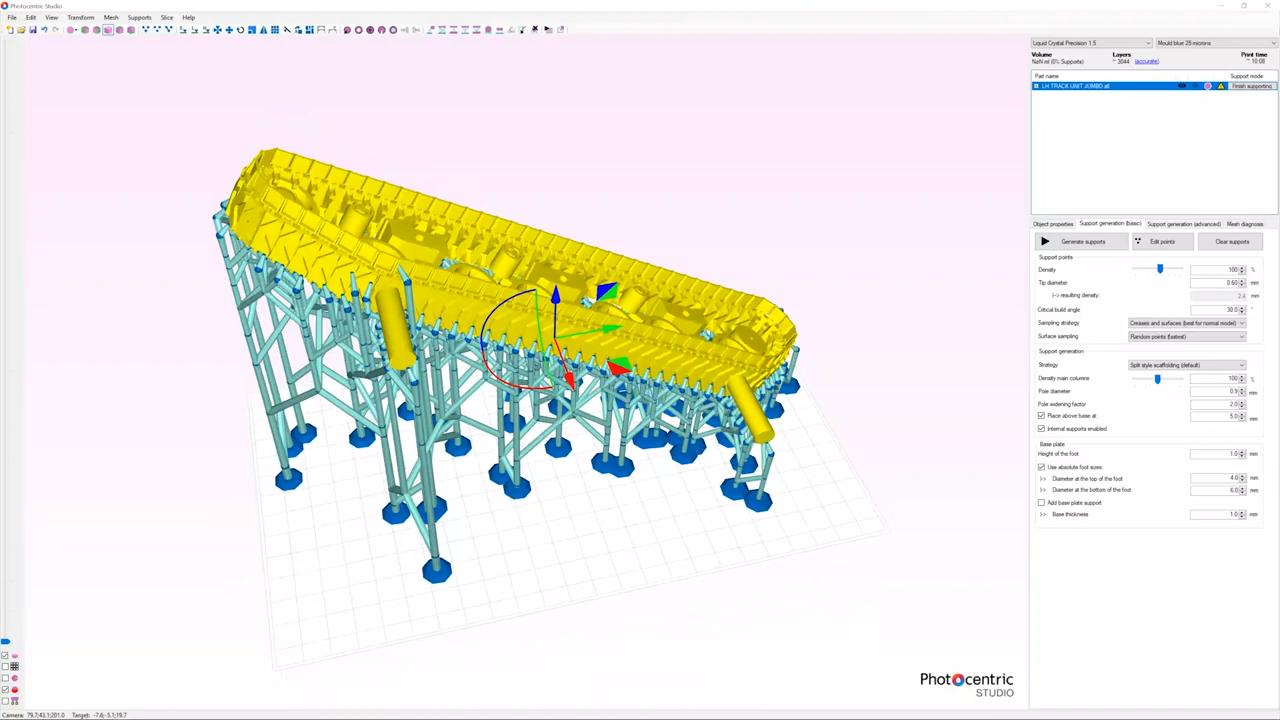 Photocentric Studio
File Edit View Transform Mesh Supports Slice Help
Liquid Crystal Precision 1.5 Mould blue 25 microns
Volume Layers Print time
NaN ml (0% Supports) ~ 3044 (accurate) ~ 10:08
Part name Support mode
LH TRACK UNIT JUMBO.stl Finish supporting
Object properties Support generation (basic) Support generation (advanced) Mesh diagnosis
Generate supports Edit points Clear supports
Support points
Density 100 %
Tip diameter 0.60 mm
|-> resulting density: 2.4 mm
Critical build angle 30.0 °
Sampling strategy Creases and surfaces (best for normal model)
Surface sampling Random points (fastest)
Support generation
Strategy Split style scaffolding (default)
Density main columns 100 %
Pole diameter 0.9 mm
Pole widening factor 2.0
Place above base at: 5.0 mm
Internal supports enabled
Base plate
Height of the foot 1.0 mm
Use absolute foot sizes:
|-> Diameter at the top of the foot 4.0 mm
|-> Diameter at the bottom of the foot 6.0 mm
Add base plate support
|-> Base thickness 1.0 mm
Photocentric
STUDIO
Camera: 79.7;43.1;201.0 Target: -7.6;-5.1;19.7